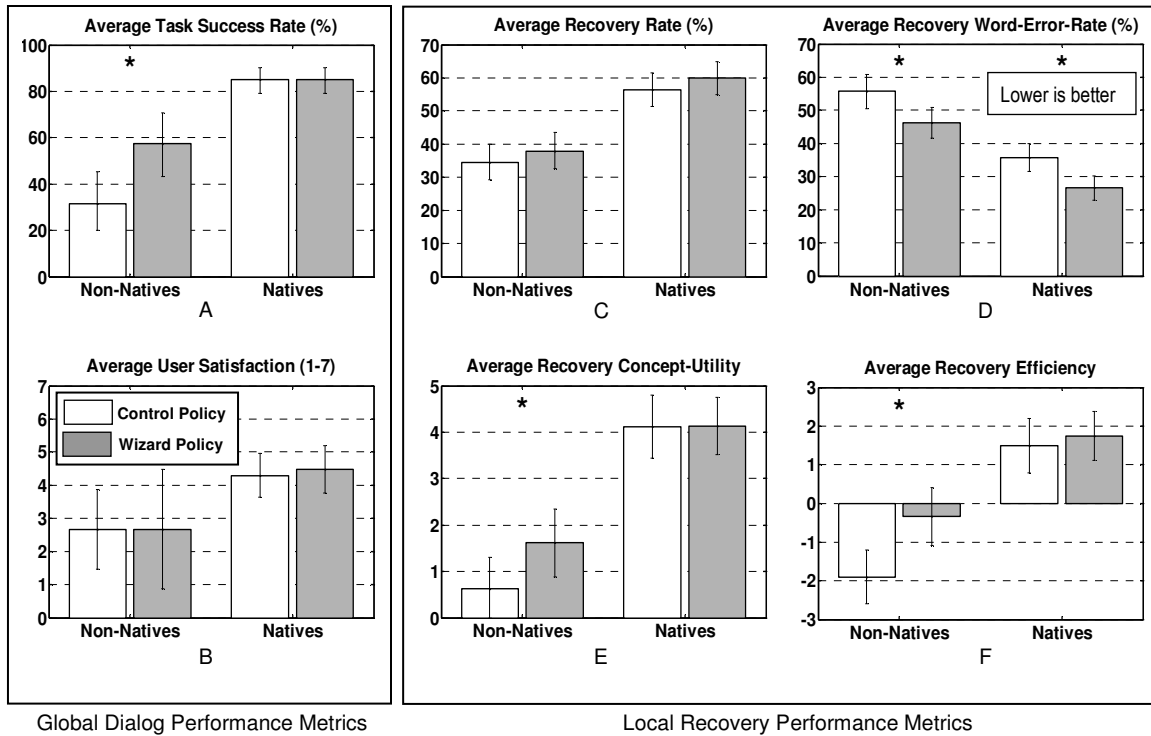 Average Task Success Rate (%)
100
80
60
40
20
0
*
Non-Natives Natives
A
Average User Satisfaction (1-7)
7
6
5
4
3
2
1
0
Control Policy
Wizard Policy
Non-Natives Natives
B
Global Dialog Performance Metrics
Average Recovery Rate (%)
70
60
50
40
30
20
10
0
Non-Natives Natives
C
Average Recovery Word-Error-Rate (%)
70
60
50
40
30
20
10
0
* *
Lower is better
Non-Natives Natives
D
Average Recovery Concept-Utility
5
4
3
2
1
0
*
Non-Natives Natives
E
Average Recovery Efficiency
3
2
1
0
-1
-2
-3
*
Non-Natives Natives
F
Local Recovery Performance Metrics